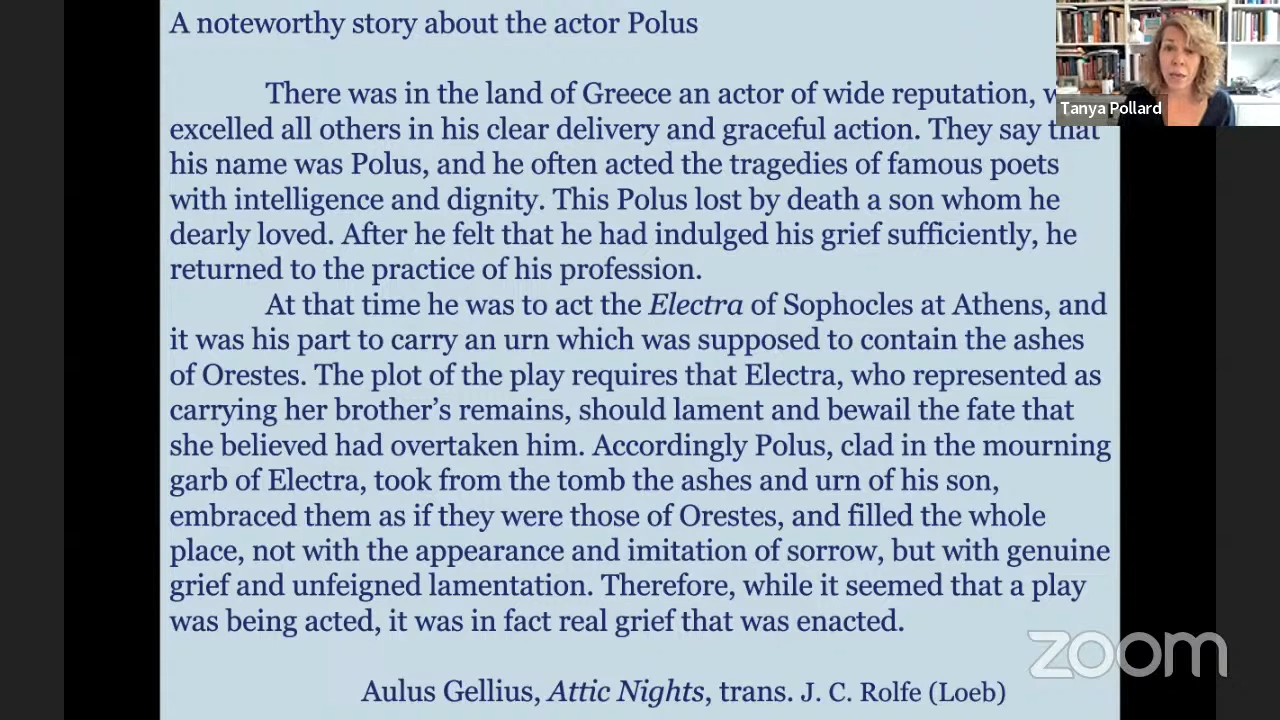 A noteworthy story about the actor Polus
There was in the land of Greece an actor of wide reputation,
excelled all others in his clear delivery and graceful action. They say that
his name was Polus, and he often acted the tragedies of famous poets
with intelligence and dignity. This Polus lost by death a son whom he
dearly loved. After he felt that he had indulged his grief sufficiently, he
returned to the practice of his profession.
At that time he was to act the Electra of Sophocles at Athens, and
it was his part to carry an urn which was supposed to contain the ashes
of Orestes. The plot of the play requires that Electra, who represented as
carrying her brother’s remains, should lament and bewail the fate that
she believed had overtaken him. Accordingly Polus, clad in the mourning
garb of Electra, took from the tomb the ashes and urn of his son,
embraced them as if they were those of Orestes, and filled the whole
place, not with the appearance and imitation of sorrow, but with genuine
grief and unfeigned lamentation. Therefore, while it seemed that a play
was being acted, it was in fact real grief that was enacted.
Aulus Gellius, Attic Nights, trans. J. C. Rolfe (Loeb)
Tanya Pollard
zoom